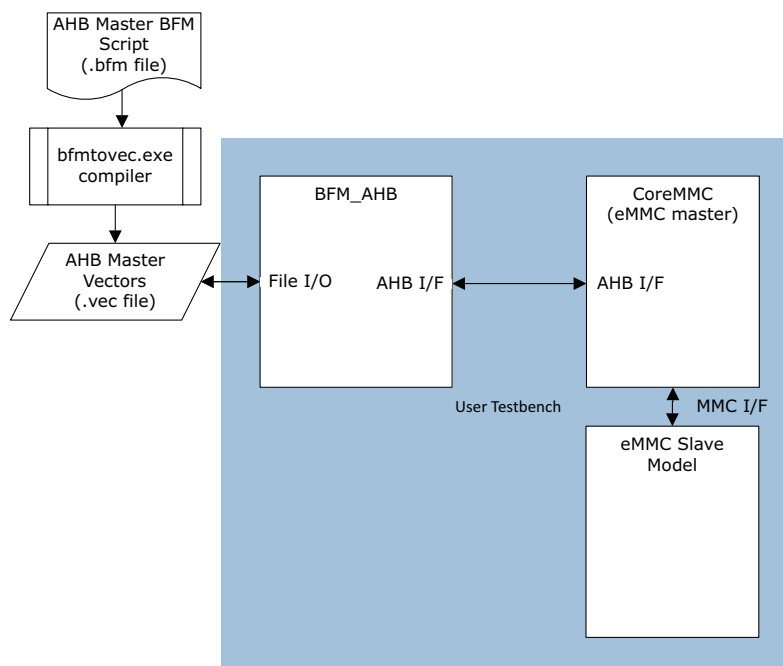 AHB Master BFM
Script
(.bfm file)
bfmtovec.exe
compiler
AHB Master
Vectors
(.vec file)
BFM_AHB
File I/O
AHB I/F
CoreMMC
(eMMC master)
AHB I/F
User Testbench
MMC I/F
eMMC Slave
Model